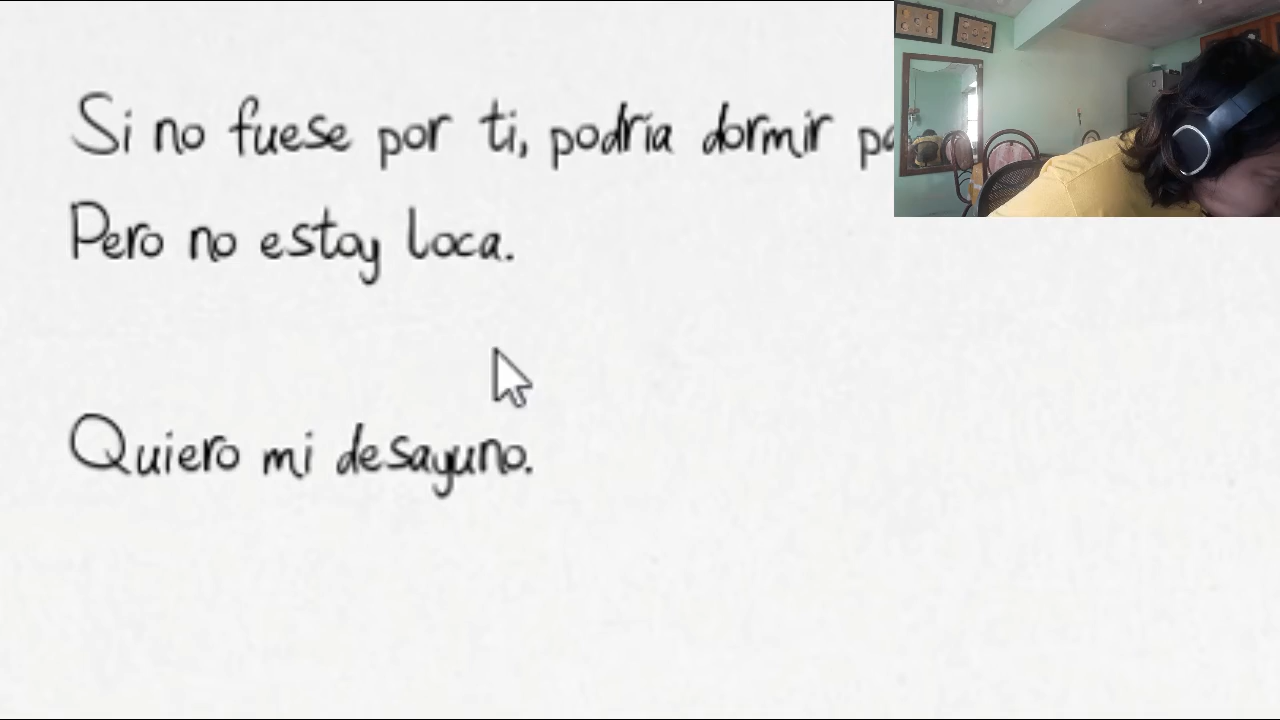 Si no fuese por ti, podría dormir
Pero no estoy loca.
Quiero mi desayuno.